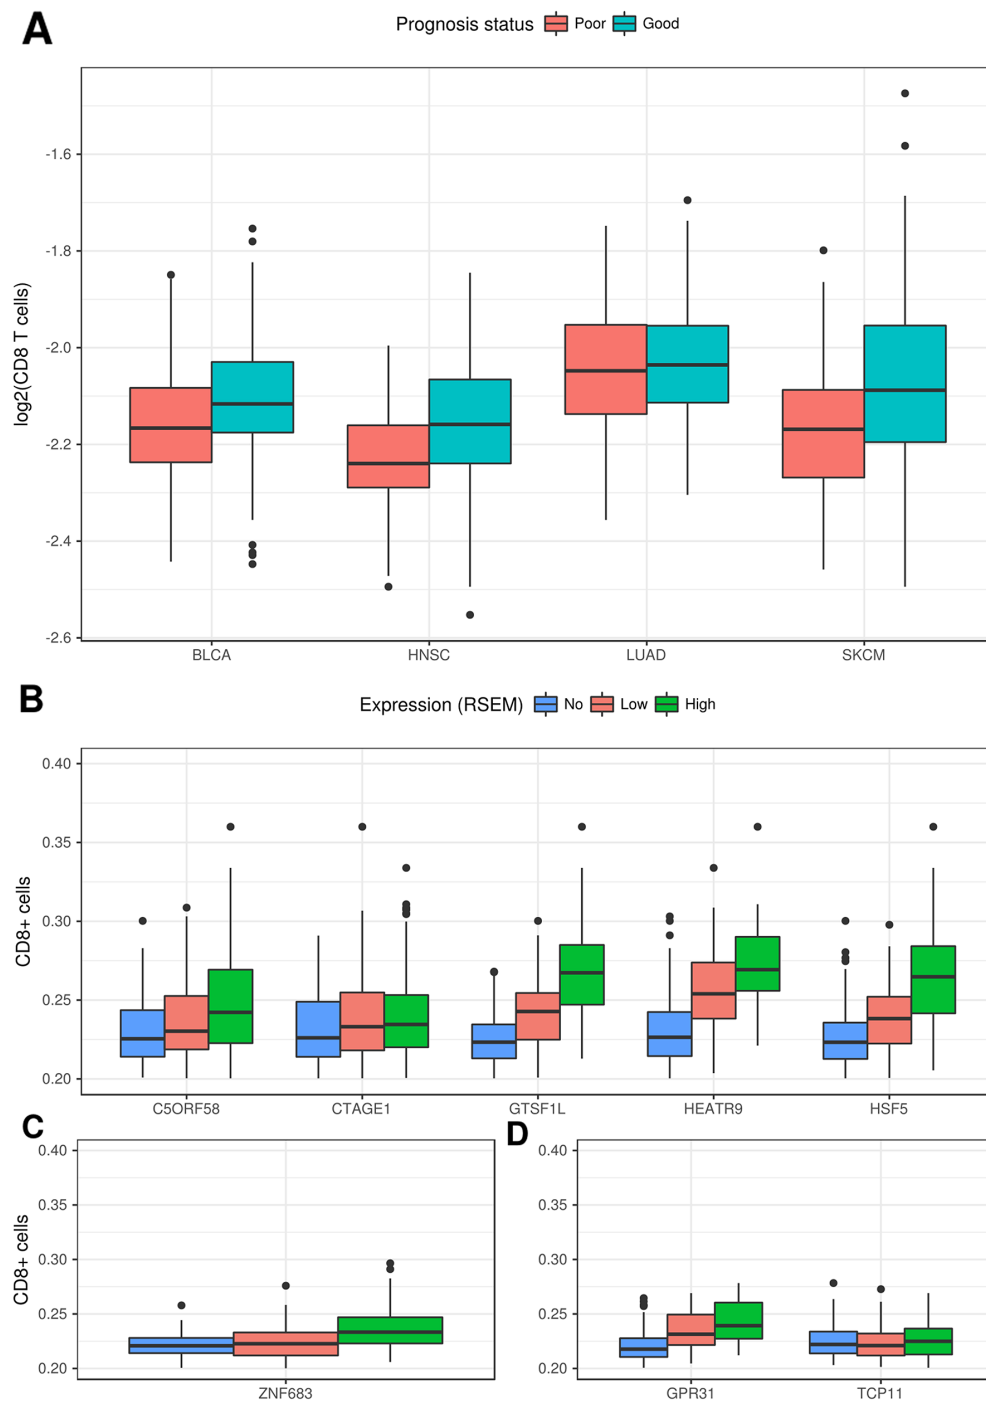 A
Prognosis status Poor Good
log2(CD8 T cells)
-1.6
-1.8
-2.0
-2.2
-2.4
-2.6
BLCA HNSC LUAD SKCM
B
Expression (RSEM) No Low High
CD8+ cells
0.40
0.35
0.30
0.25
0.20
C5ORF58 CTAGE1 GTSF1L HEATR9 HSF5
C
CD8+ cells
0.40
0.35
0.30
0.25
0.20
ZNF683
D
0.40
0.35
0.30
0.25
0.20
GPR31 TCP11